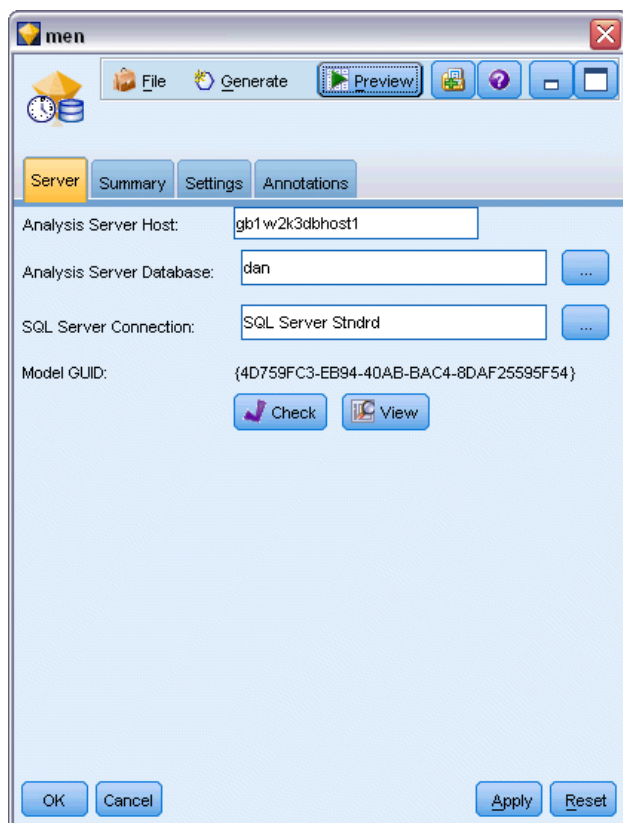 men
File Generate Preview
Server Summary Settings Annotations
Analysis Server Host: gb1w2k3dbhost1
Analysis Server Database: dan ...
SQL Server Connection: SQL Server Stndrd ...
Model GUID: {4D759FC3-EB94-40AB-BAC4-8DAF25595F54}
Check View
OK Cancel Apply Reset